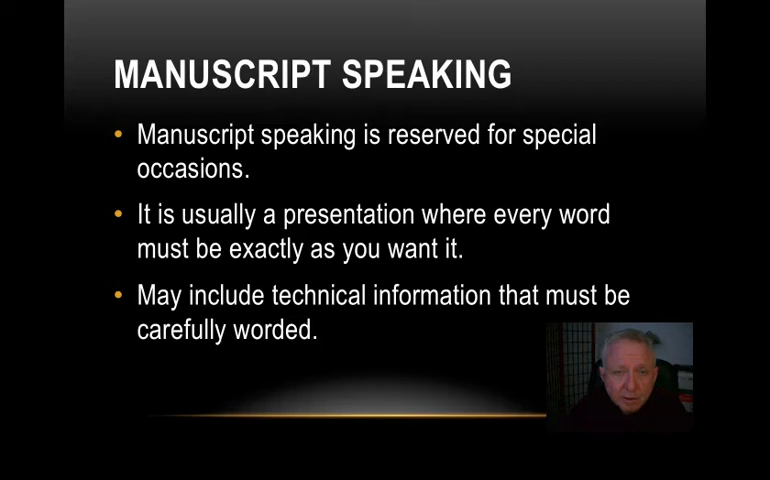 MANUSCRIPT SPEAKING
• Manuscript speaking is reserved for special
occasions.
• It is usually a presentation where every word
must be exactly as you want it.
• May include technical information that must be
carefully worded.